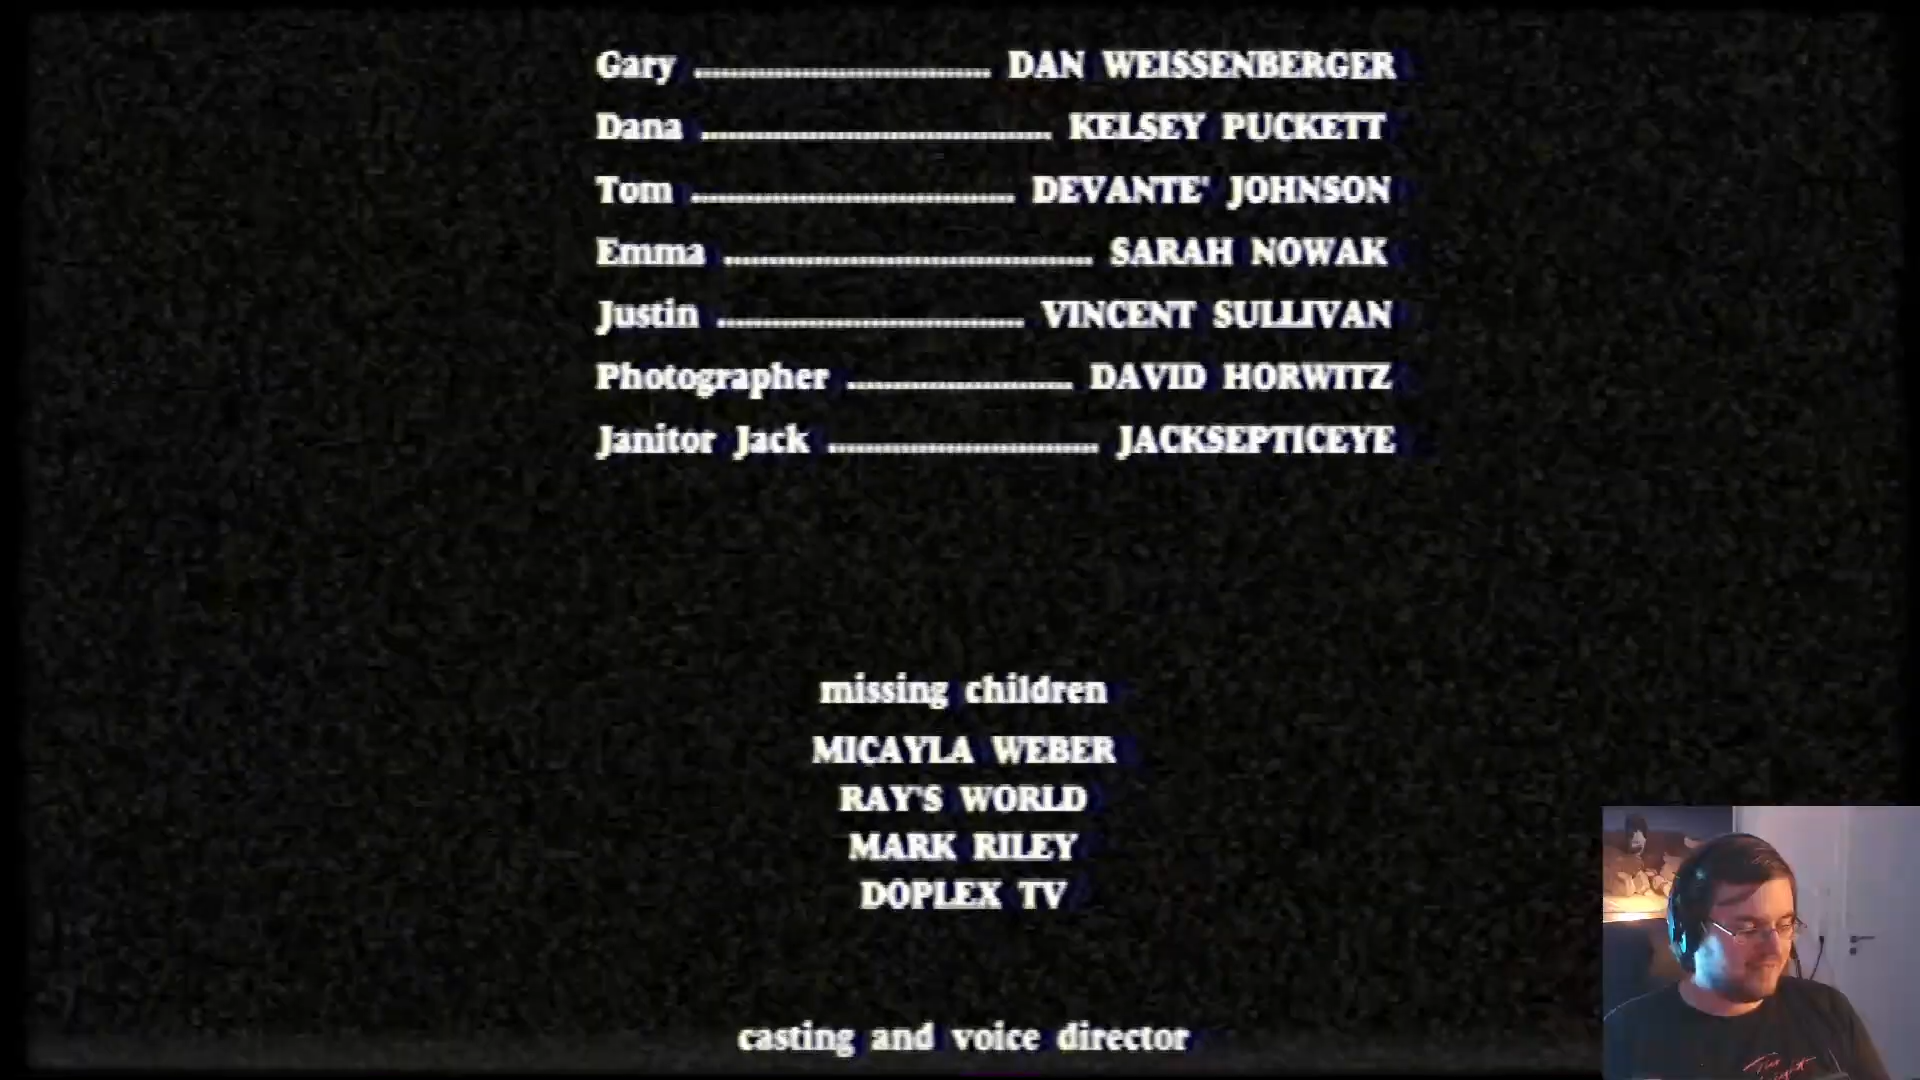 Gary ................................ DAN WEISSENBERGER
Dana ...................................... KELSEY PUCKETT
Tom ................................... DEVANTE' JOHNSON
Emma ........................................ SARAH NOWAK
Justin ................................. VINCENT SULLIVAN
Photographer ........................ DAVID HORWITZ
Janitor Jack ............................. JACKSEPTICEYE
missing children
MICAYLA WEBER
RAY'S WORLD
MARK RILEY
DOPLEX TV
casting and voice director